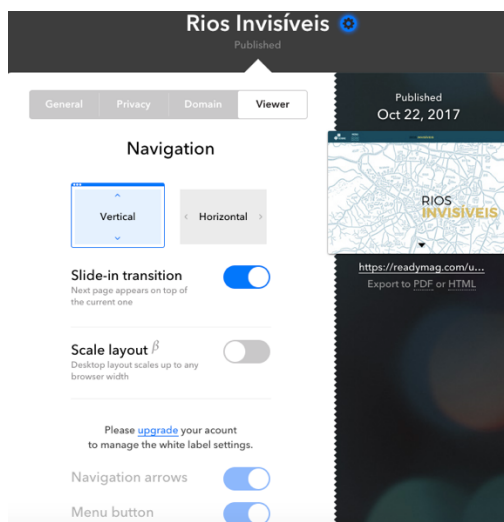 Rios Invisíveis
Published
General Privacy Domain Viewer
Navigation
Vertical
Horizontal
Slide-in transition
Next page appears on top of
the current one
Scale layout β
Desktop layout scales up to any
browser width
Please upgrade your acount
to manage the white label settings.
Navigation arrows
Menu button
Published
Oct 22, 2017
RIOS
INVISÍVEIS
https://readymag.com/u...
Export to PDF or HTML